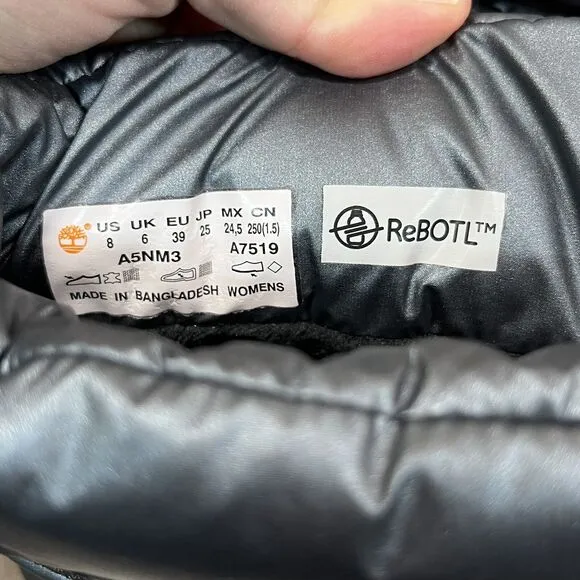 US UK EU JP MX CN
8 6 39 25 24,5 250(1.5)
A5NM3 A7519
MADE IN BANGLADESH WOMENS
ReBOTL™